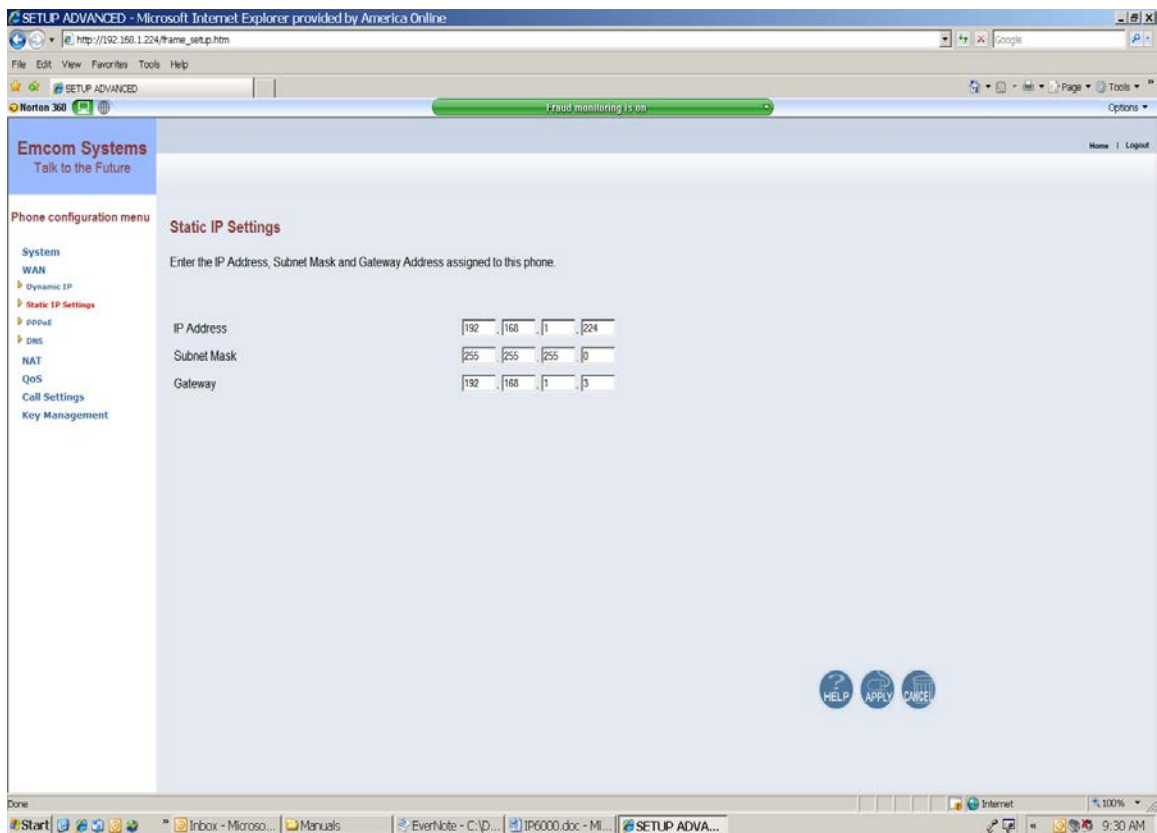 SETUP ADVANCED - Microsoft Internet Explorer provided by America Online
http://192.168.1.224/frame_setup.htm
Google
File Edit View Favorites Tools Help
SETUP ADVANCED
Page Tools
Norton 360
Fraud monitoring is on
Options
Emcom Systems
Talk to the Future
Home | Logout
Phone configuration menu
System
WAN
Dynamic IP
Static IP Settings
PPPoE
DNS
NAT
QoS
Call Settings
Key Management
Static IP Settings
Enter the IP Address, Subnet Mask and Gateway Address assigned to this phone.
IP Address 192 . 168 . 1 . 224
Subnet Mask 255 . 255 . 255 . 0
Gateway 192 . 168 . 1 . 3
HELP APPLY CANCEL
Done
Internet
100%
Start
Inbox - Microso...
Manuals
EverNote - C:\D...
IP6000.doc - Mi...
SETUP ADVA...
9:30 AM